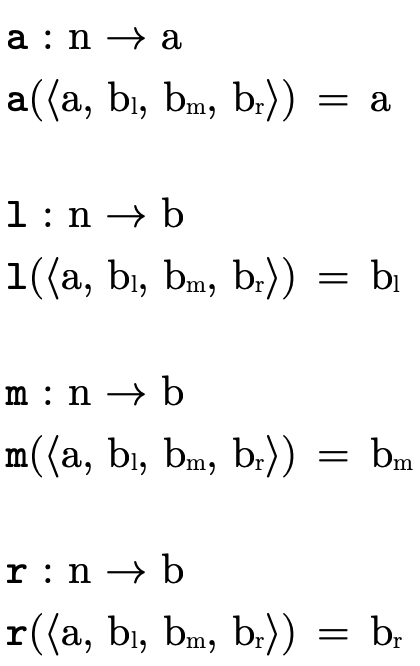 a : n → a
a(⟨a, bₗ, bₘ, bᵣ⟩) = a
l : n → b
l(⟨a, bₗ, bₘ, bᵣ⟩) = bₗ
m : n → b
m(⟨a, bₗ, bₘ, bᵣ⟩) = bₘ
r : n → b
r(⟨a, bₗ, bₘ, bᵣ⟩) = bᵣ